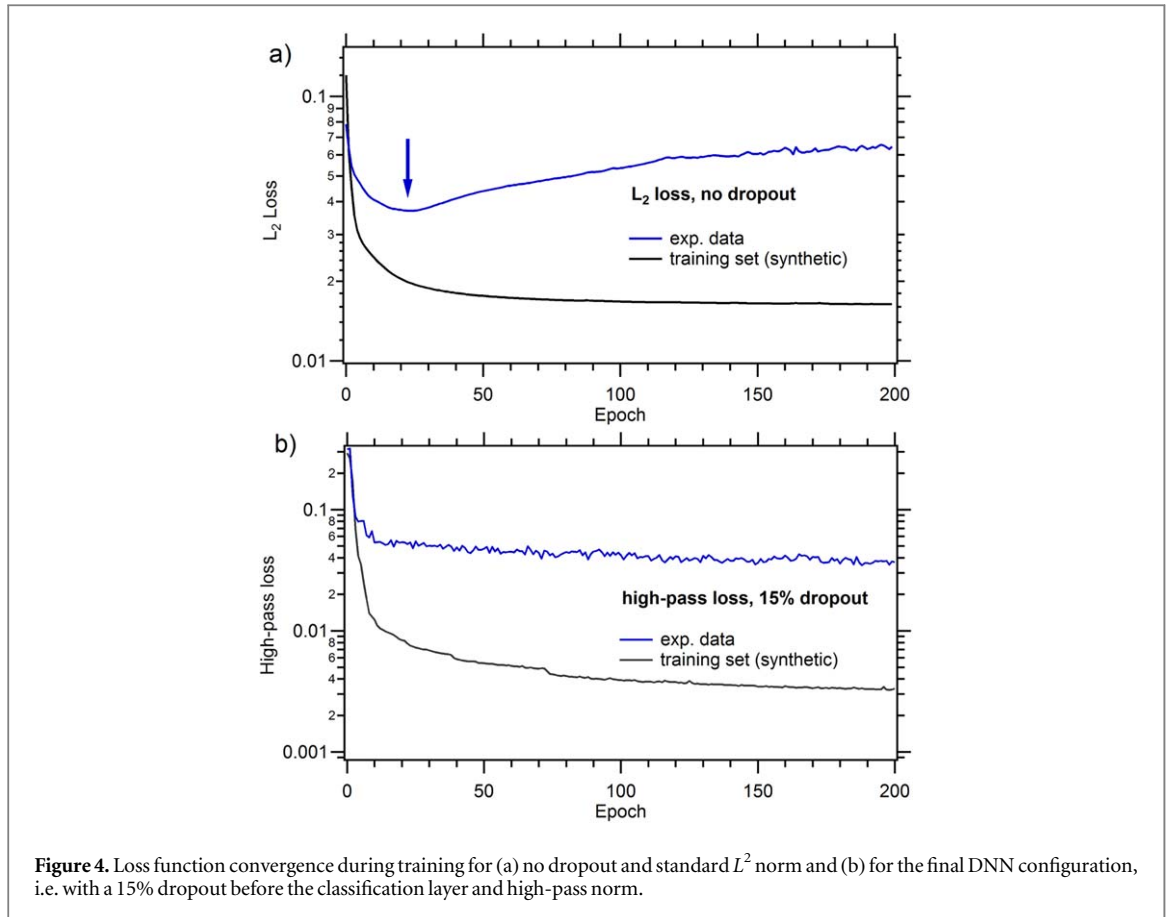 a)
0.1
9
8
7
6
5
4
3
2
0.01
L2 Loss
L2 loss, no dropout
exp. data
training set (synthetic)
0 50 100 150 200
Epoch
b)
2
0.1
8
6
4
2
0.01
8
6
4
2
0.001
High-pass loss
high-pass loss, 15% dropout
exp. data
training set (synthetic)
0 50 100 150 200
Epoch
Figure 4. Loss function convergence during training for (a) no dropout and standard L² norm and (b) for the final DNN configuration,
i.e. with a 15% dropout before the classification layer and high-pass norm.